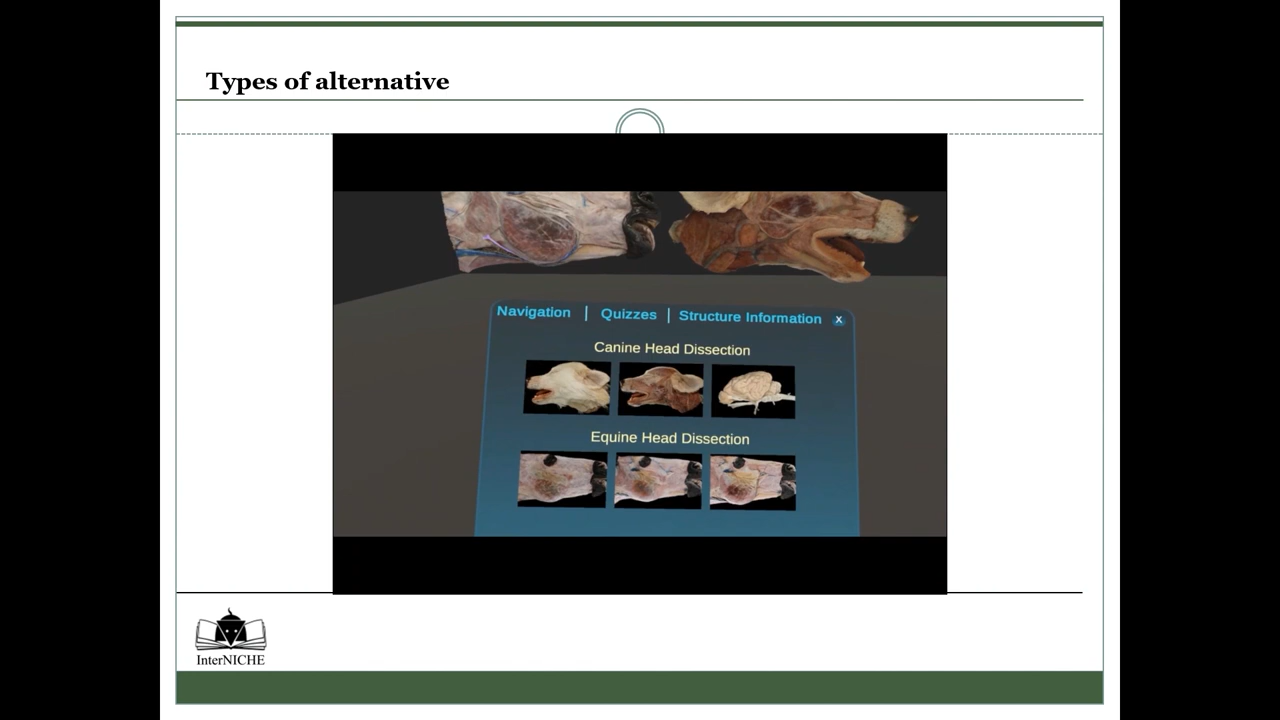 Types of alternative
Navigation | Quizzes | Structure Information X
Canine Head Dissection
Equine Head Dissection
InterNICHE